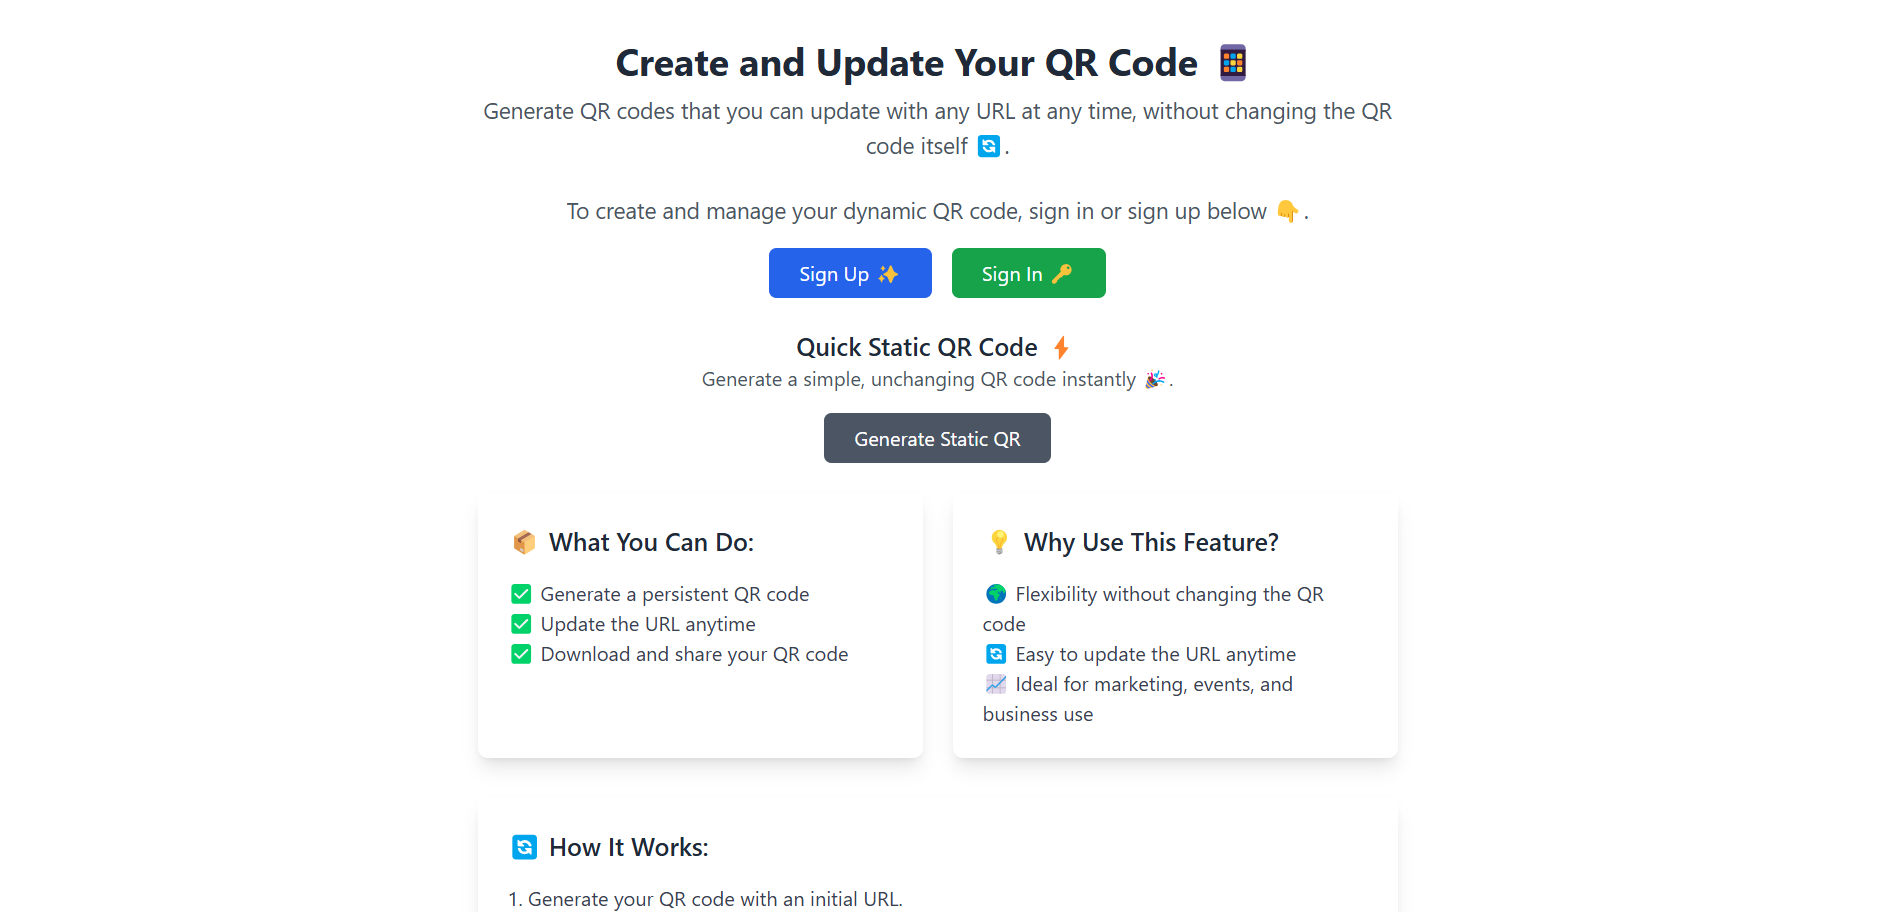 Create and Update Your QR Code 📱
Generate QR codes that you can update with any URL at any time, without changing the QR
code itself 🔄.
To create and manage your dynamic QR code, sign in or sign up below 👇.
Sign Up ✨
Sign In 🔑
Quick Static QR Code ⚡
Generate a simple, unchanging QR code instantly 🎉.
Generate Static QR
📦 What You Can Do:
✅ Generate a persistent QR code
✅ Update the URL anytime
✅ Download and share your QR code
💡 Why Use This Feature?
🌍 Flexibility without changing the QR
code
🔄 Easy to update the URL anytime
📈 Ideal for marketing, events, and
business use
🔄 How It Works:
1. Generate your QR code with an initial URL.